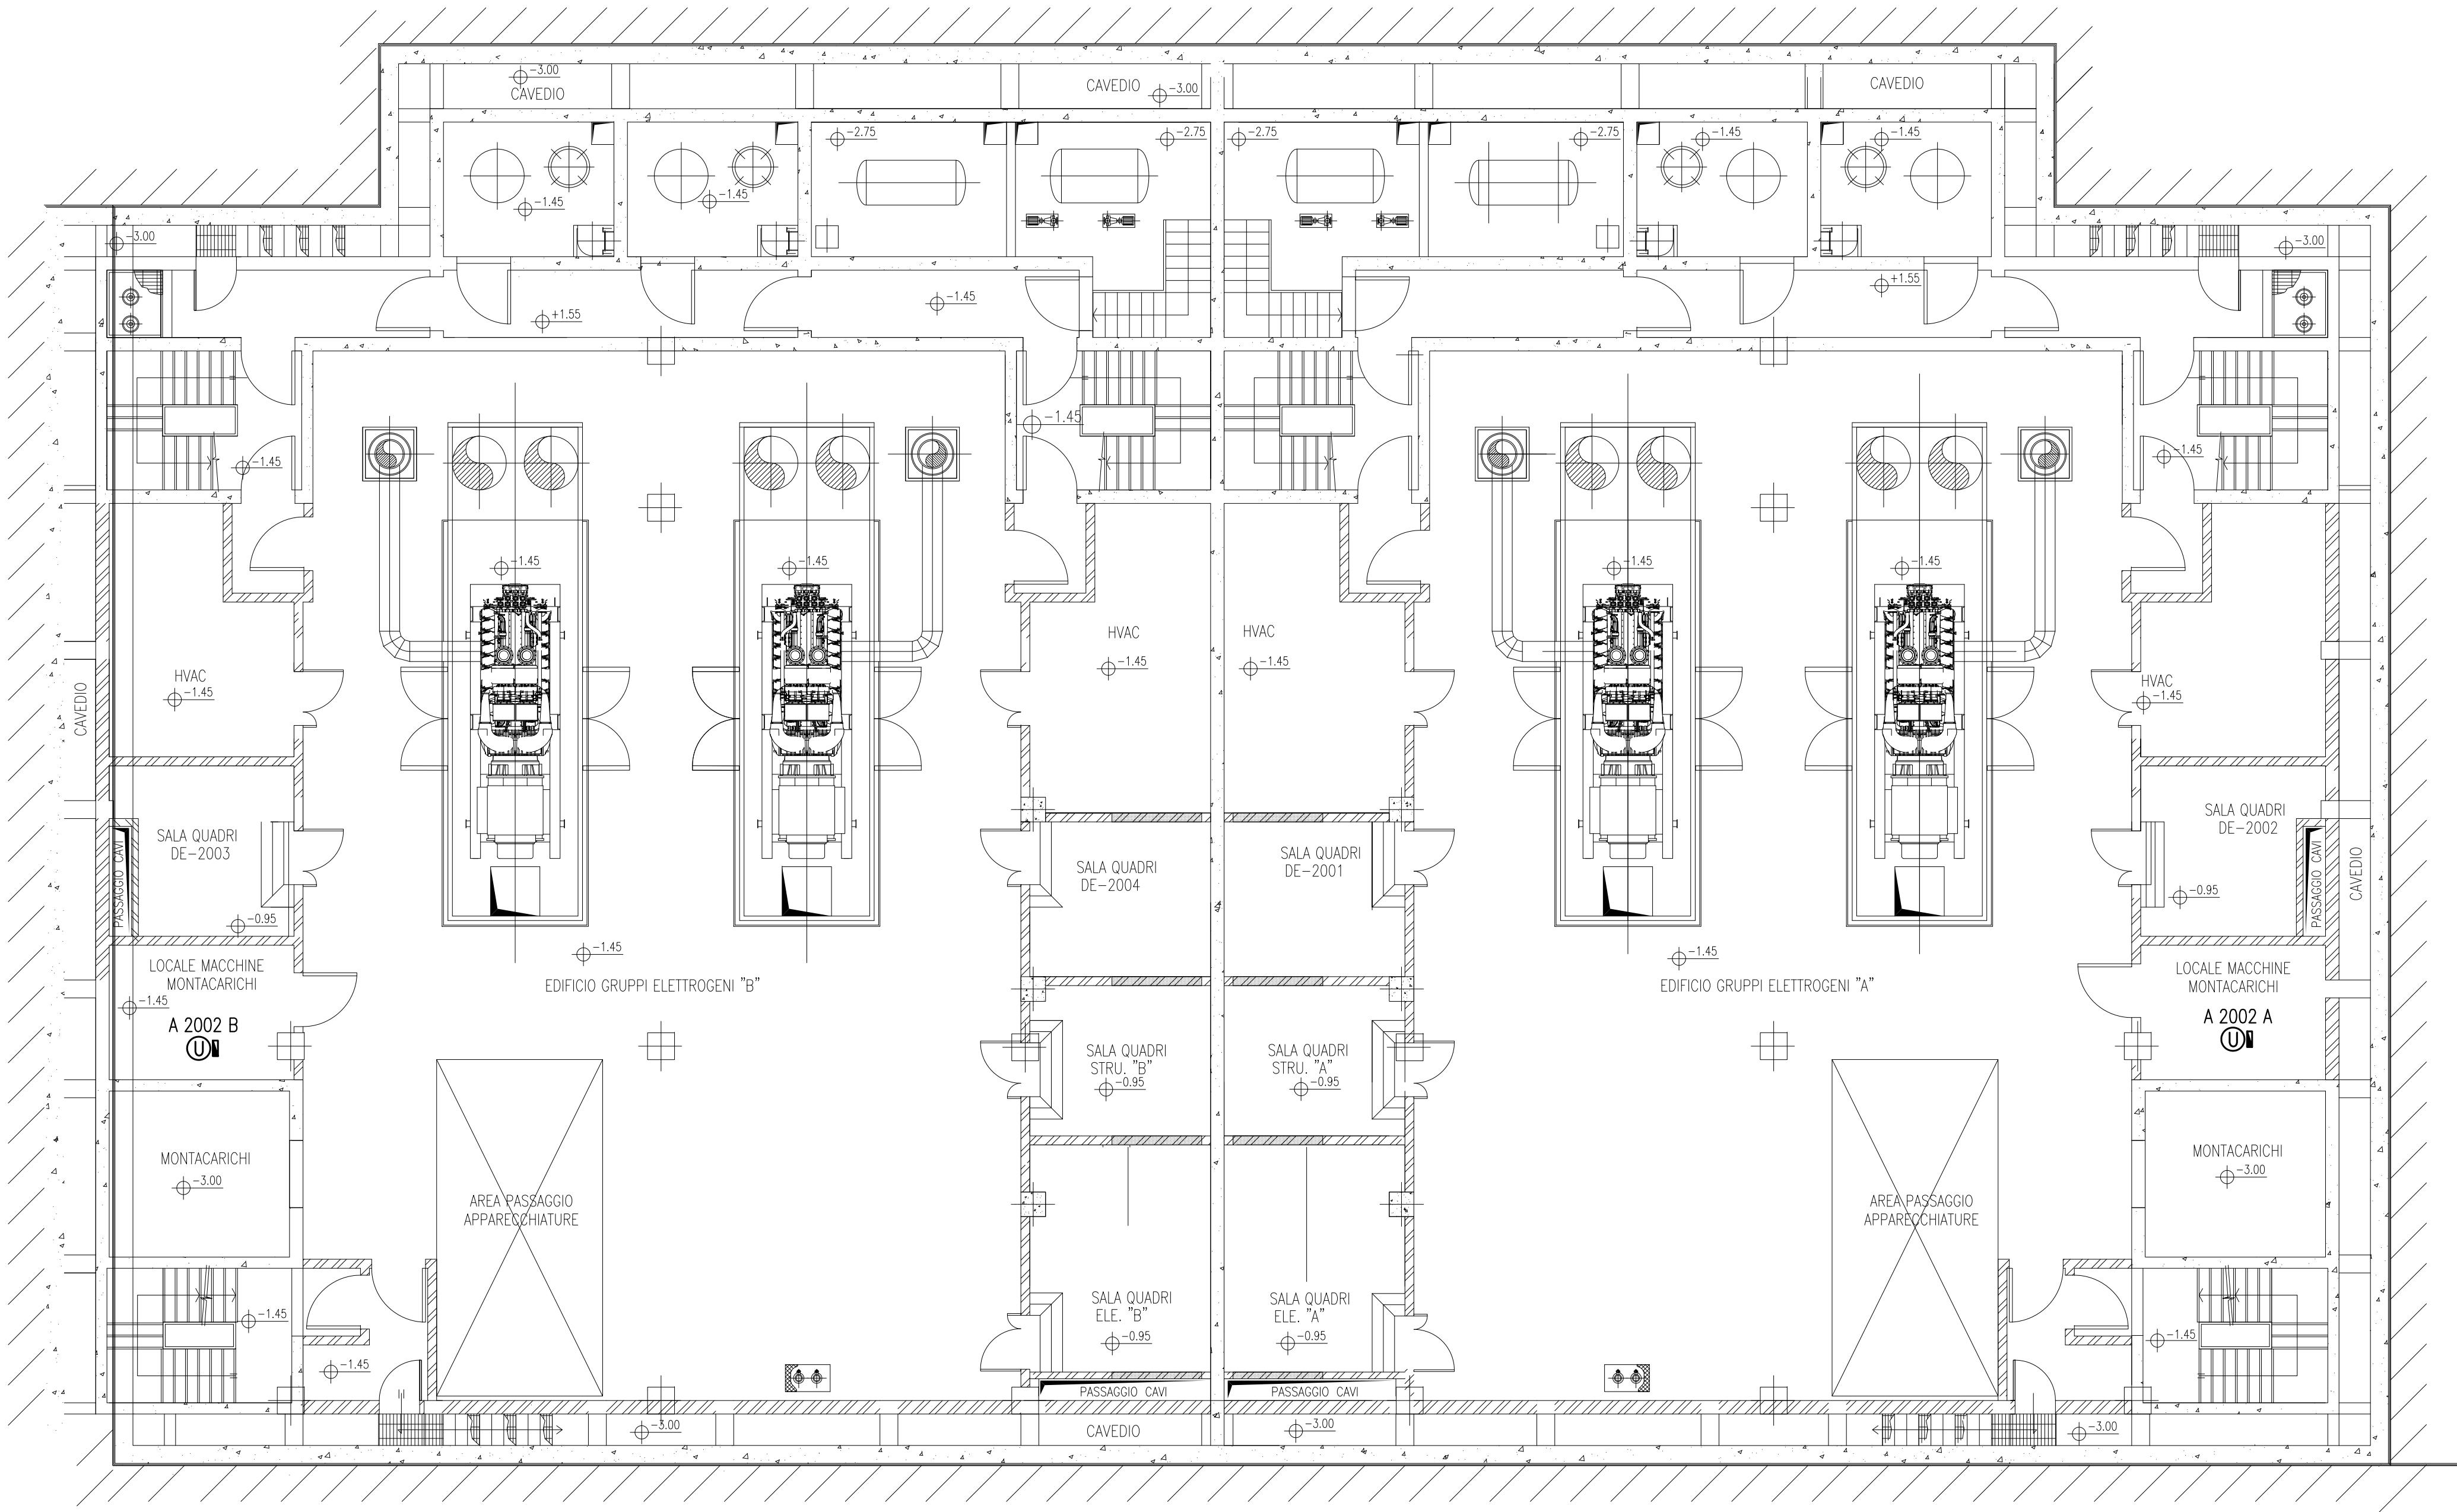 -3.00
CAVEDIO
CAVEDIO
-3.00
CAVEDIO
-2.75
-2.75
-2.75
-2.75
-1.45
-1.45
-1.45
-1.45
-3.00
-3.00
+1.55
-1.45
+1.55
-1.45
-1.45
-1.45
-1.45
-1.45
-1.45
-1.45
HVAC
-1.45
HVAC
-1.45
HVAC
-1.45
HVAC
-1.45
CAVEDIO
SALA QUADRI
DE-2003
PASSAGGIO CAVI
-0.95
SALA QUADRI
DE-2004
SALA QUADRI
DE-2001
SALA QUADRI
DE-2002
PASSAGGIO CAVI
-0.95
CAVEDIO
-1.45
EDIFICIO GRUPPI ELETTROGENI "B"
-1.45
EDIFICIO GRUPPI ELETTROGENI "A"
LOCALE MACCHINE
MONTACARICHI
-1.45
A 2002 B
U
LOCALE MACCHINE
MONTACARICHI
A 2002 A
U
SALA QUADRI
STRU. "B"
-0.95
SALA QUADRI
STRU. "A"
-0.95
MONTACARICHI
-3.00
MONTACARICHI
-3.00
AREA PASSAGGIO
APPARECCHIATURE
AREA PASSAGGIO
APPARECCHIATURE
SALA QUADRI
ELE. "B"
-0.95
SALA QUADRI
ELE. "A"
-0.95
-1.45
-1.45
-1.45
PASSAGGIO CAVI
PASSAGGIO CAVI
-3.00
CAVEDIO
-3.00
-3.00